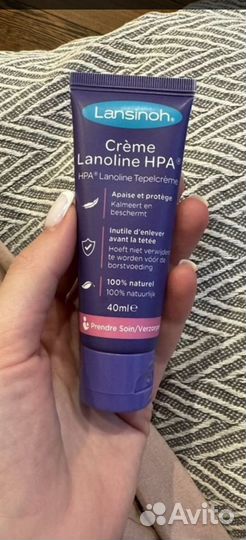 Lansinoh®
Crème
Lanoline HPA®
HPA® Lanoline Tepelcrème
Apaise et protège
Kalmeert en
beschermt
Inutile d'enlever
avant la tétée
Hoeft niet verwijderd
te worden vóór de
borstvoeding
100% naturel
100% natuurlijk
40ml e
Prendre Soin/Verzorgen
Avito